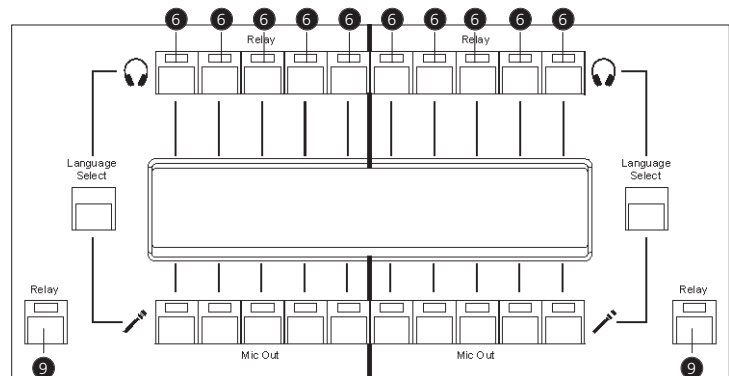 6 6 6 6 6 6 6 6 6 6
Relay Relay
Language
Select
Language
Select
Relay
Relay
Mic Out Mic Out
9 9